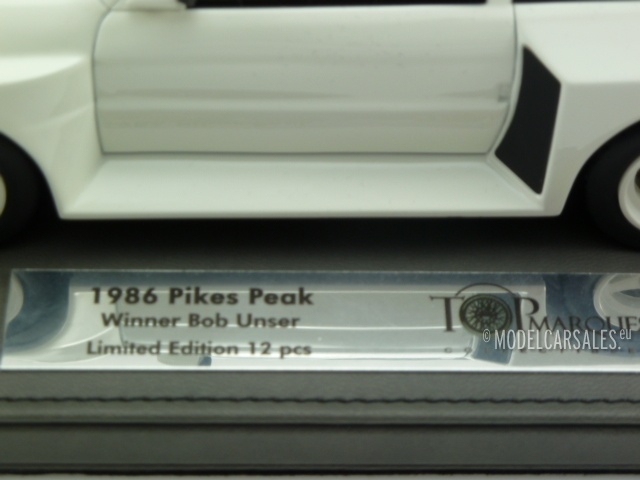 1986 Pikes Peak
Winner Bob Unser
Limited Edition 12 pcs
TOP
MARQUES
© MODELCARSALES.eu